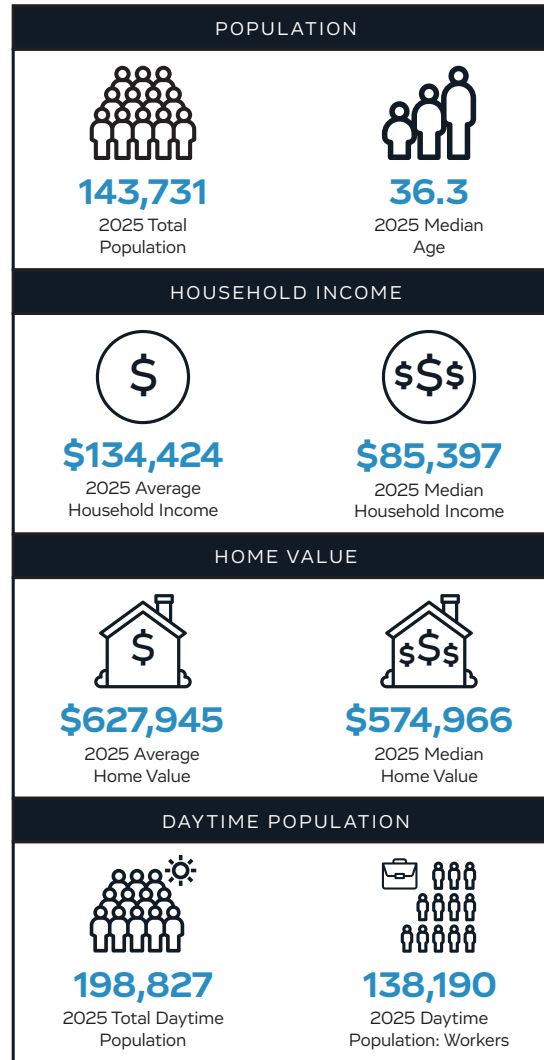 POPULATION
143,731
2025 Total
Population
36.3
2025 Median
Age
HOUSEHOLD INCOME
$
$134,424
2025 Average
Household Income
$$$
$85,397
2025 Median
Household Income
HOME VALUE
$
$627,945
2025 Average
Home Value
$$$
$574,966
2025 Median
Home Value
DAYTIME POPULATION
198,827
2025 Total Daytime
Population
138,190
2025 Daytime
Population: Workers